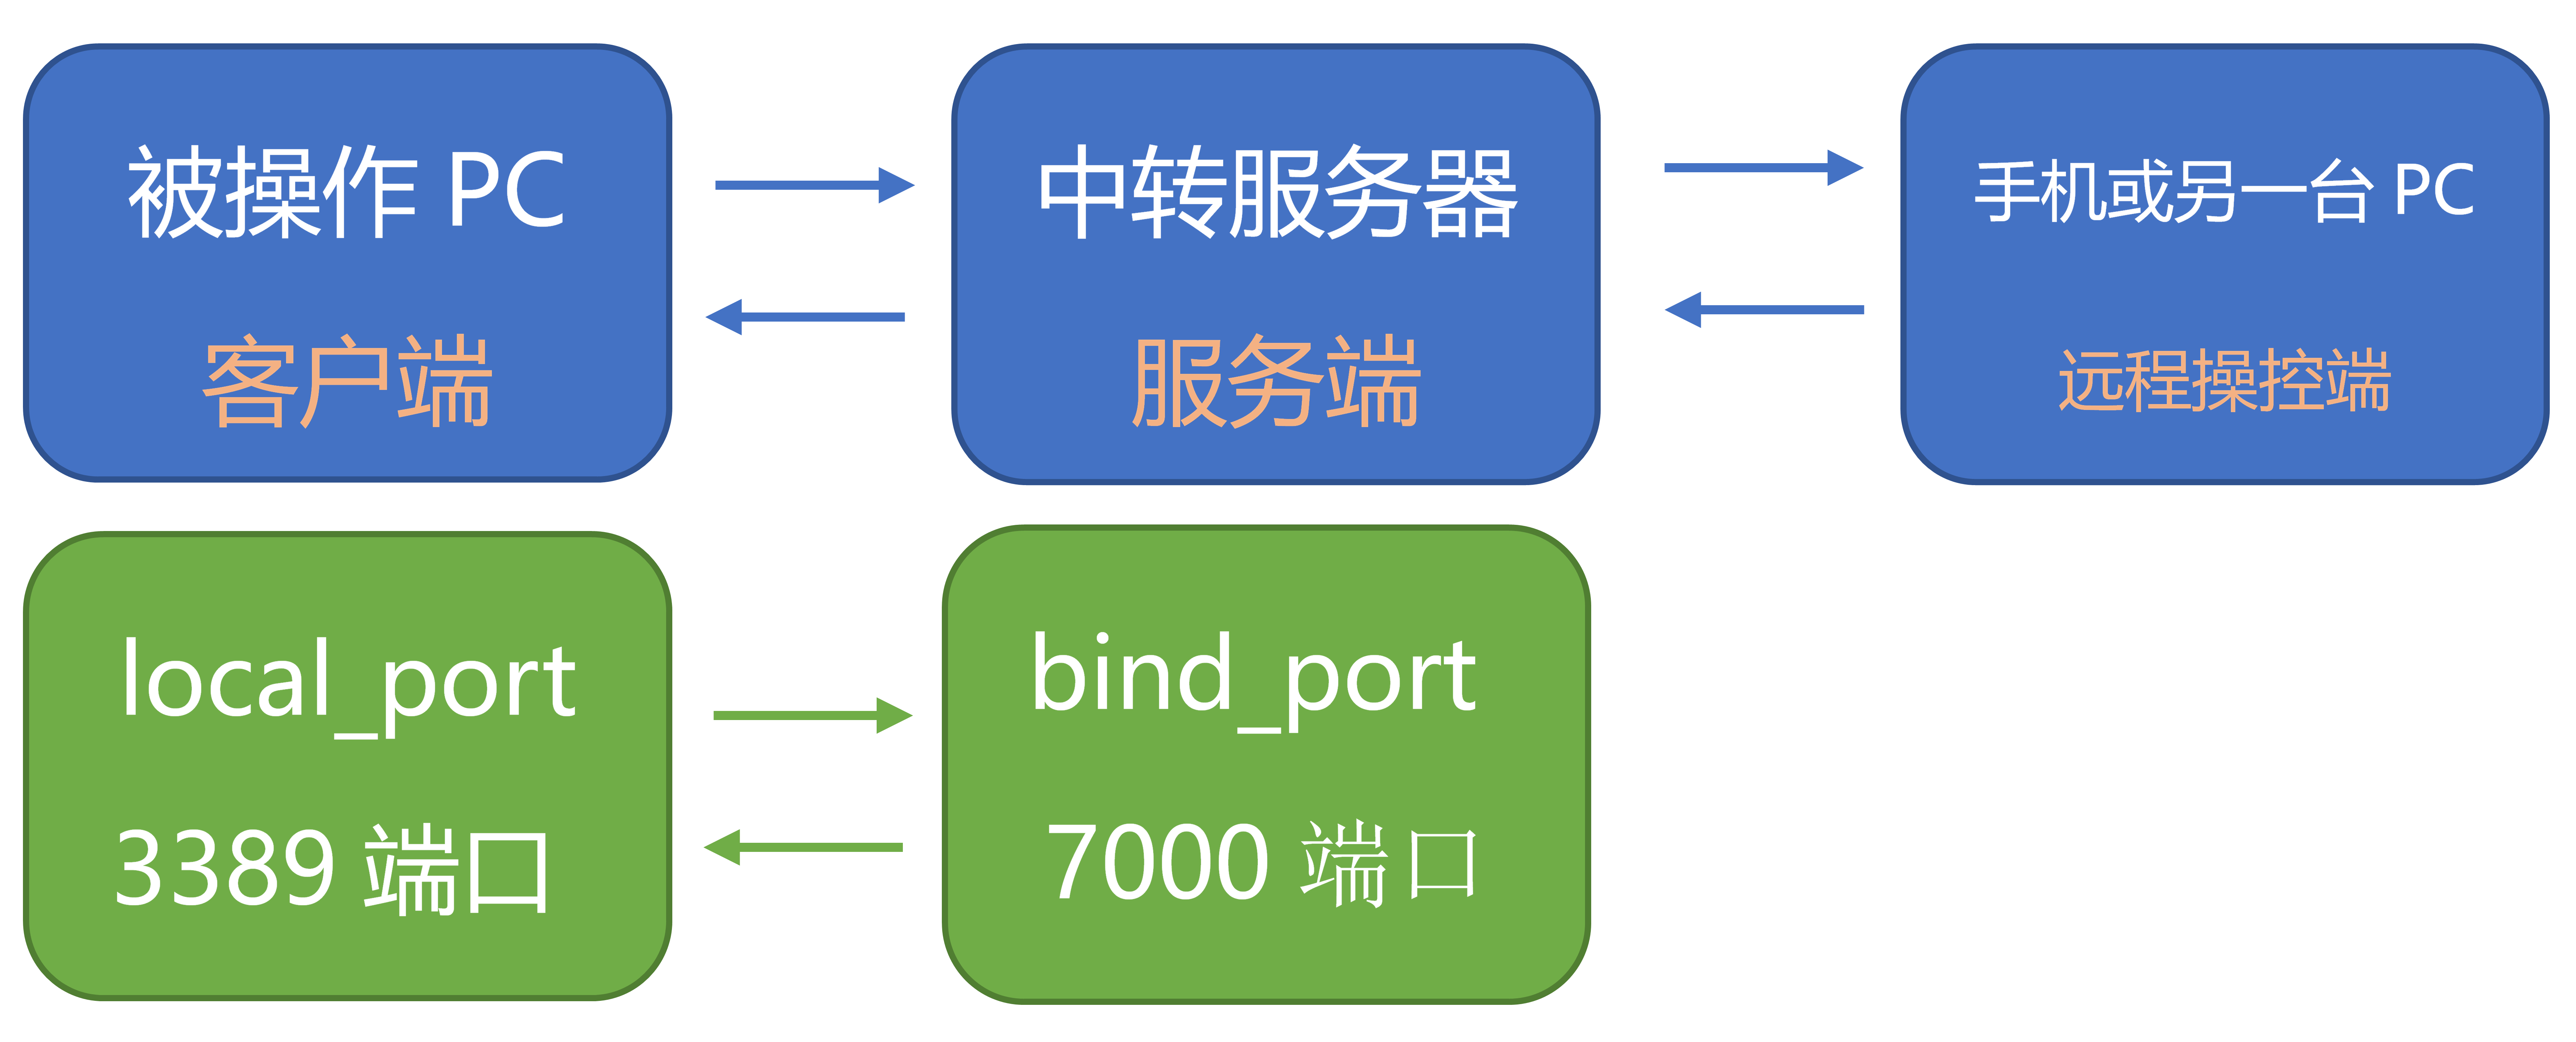 被操作 PC
客户端
中转服务器
服务端
手机或另一台 PC
远程操控端
local_port
3389 端口
bind_port
7000 端口